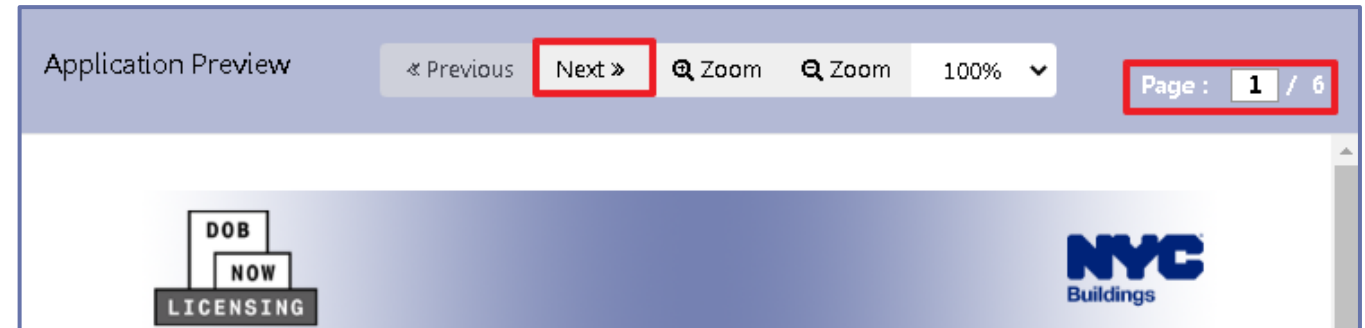 Application Preview « Previous Next » Zoom Zoom 100% Page : 1 / 6
DOB
NOW
LICENSING
NYC
Buildings